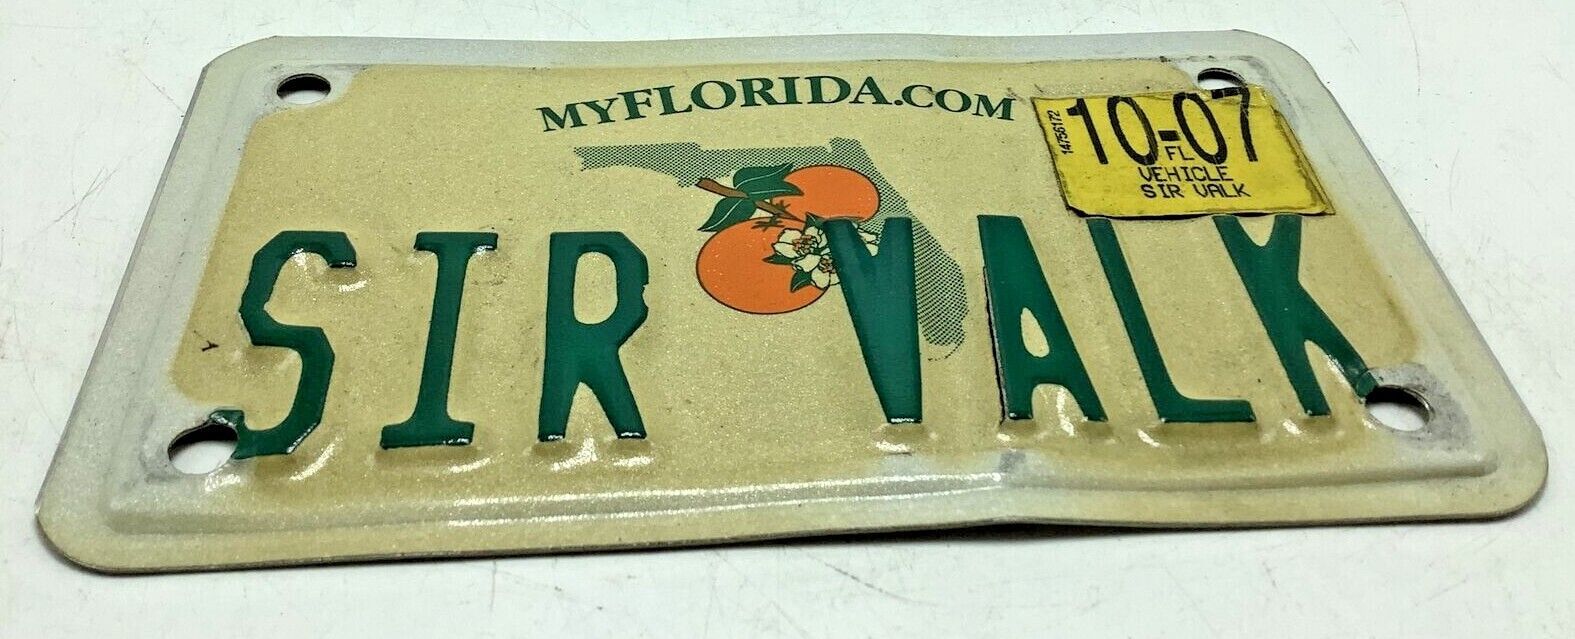 MYFLORIDA.COM
14756172
10-07
FL
VEHICLE
SIR VALK
SIR VALK